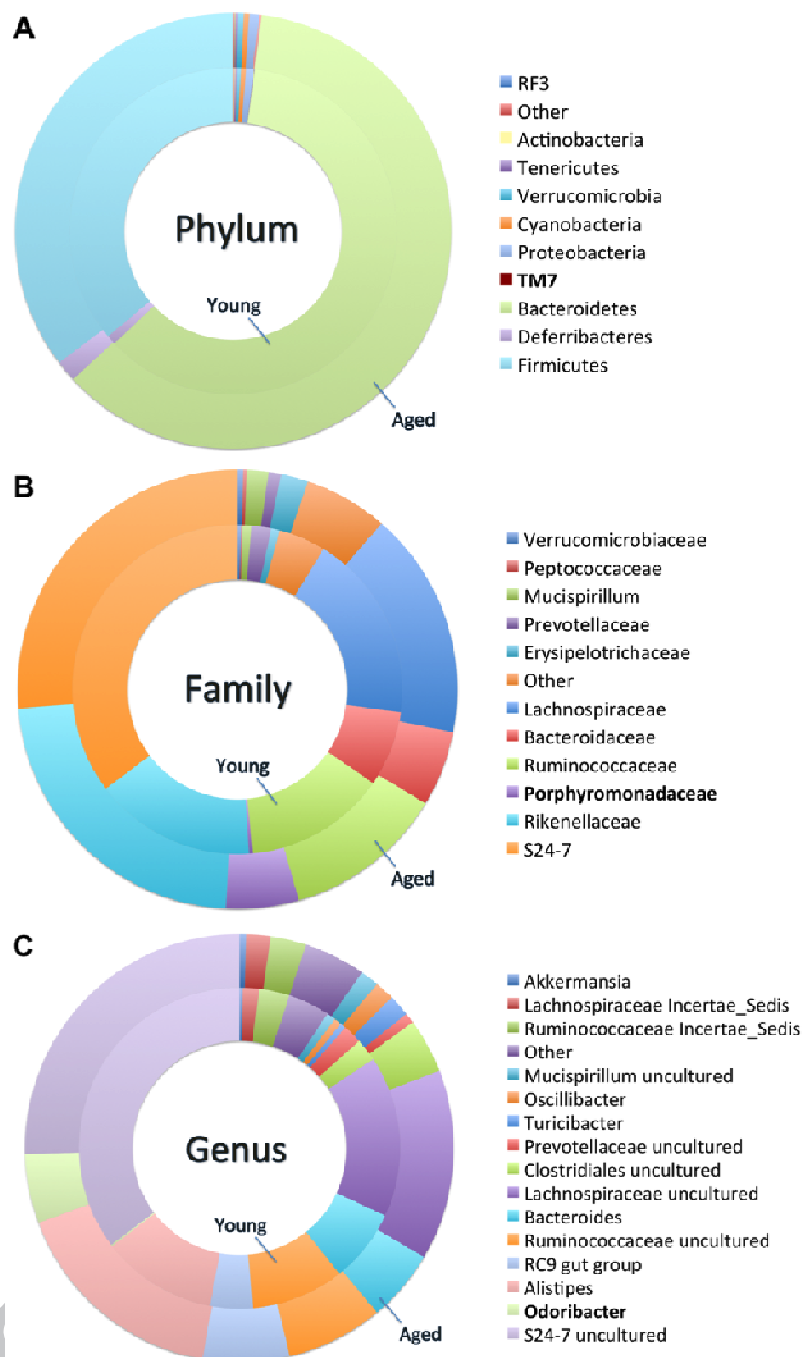 A
Phylum
Young
Aged
RF3
Other
Actinobacteria
Tenericutes
Verrucomicrobia
Cyanobacteria
Proteobacteria
TM7
Bacteroidetes
Deferribacteres
Firmicutes
B
Family
Young
Aged
Verrucomicrobiaceae
Peptococcaceae
Mucispirillum
Prevotellaceae
Erysipelotrichaceae
Other
Lachnospiraceae
Bacteroidaceae
Ruminococcaceae
Porphyromonadaceae
Rikenellaceae
S24-7
C
Genus
Young
Aged
Akkermansia
Lachnospiraceae Incertae_Sedis
Ruminococcaceae Incertae_Sedis
Other
Mucispirillum uncultured
Oscillibacter
Turicibacter
Prevotellaceae uncultured
Clostridiales uncultured
Lachnospiraceae uncultured
Bacteroides
Ruminococcaceae uncultured
RC9 gut group
Alistipes
Odoribacter
S24-7 uncultured